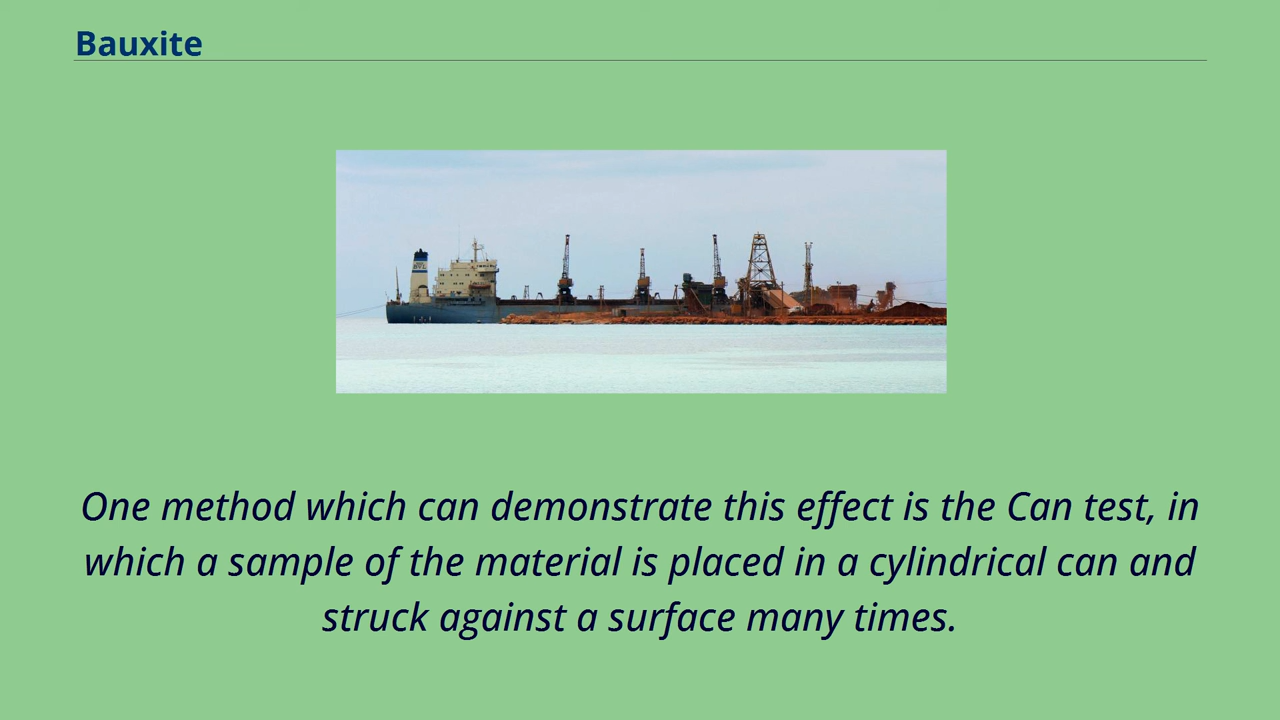 Bauxite
One method which can demonstrate this effect is the Can test, in
which a sample of the material is placed in a cylindrical can and
struck against a surface many times.